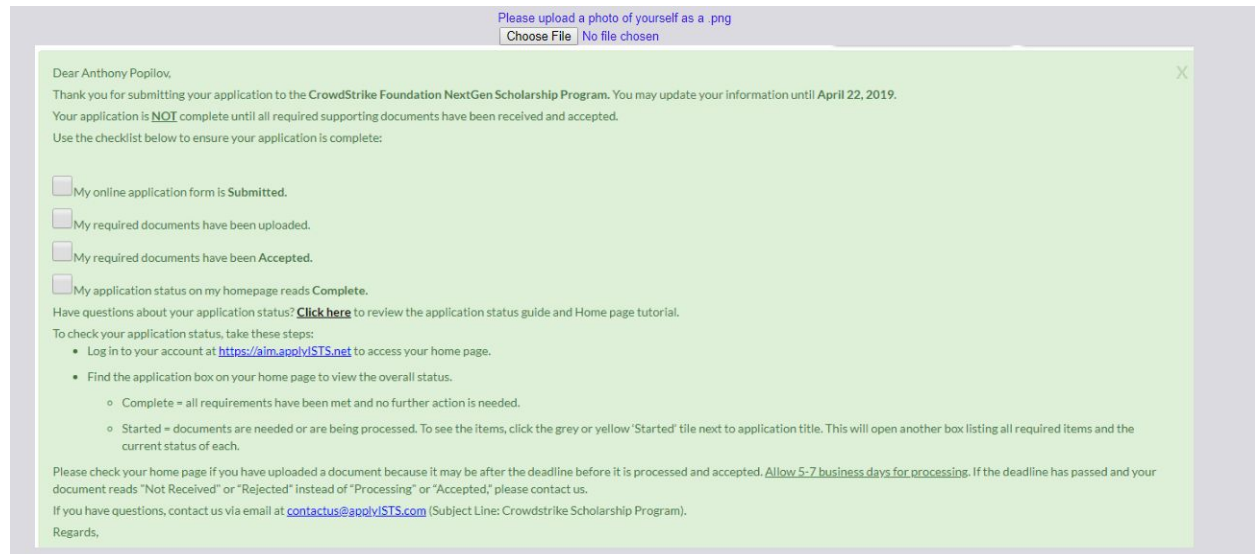 Please upload a photo of yourself as a .png
Choose File No file chosen
X
Dear Anthony Popilov,
Thank you for submitting your application to the CrowdStrike Foundation NextGen Scholarship Program. You may update your information until April 22, 2019.
Your application is NOT complete until all required supporting documents have been received and accepted.
Use the checklist below to ensure your application is complete:
My online application form is Submitted.
My required documents have been uploaded.
My required documents have been Accepted.
My application status on my homepage reads Complete.
Have questions about your application status? Click here to review the application status guide and Home page tutorial.
To check your application status, take these steps:
• Log in to your account at https://aim.applyISTS.net to access your home page.
• Find the application box on your home page to view the overall status.
◦ Complete = all requirements have been met and no further action is needed.
◦ Started = documents are needed or are being processed. To see the items, click the grey or yellow 'Started' tile next to application title. This will open another box listing all required items and the
current status of each.
Please check your home page if you have uploaded a document because it may be after the deadline before it is processed and accepted. Allow 5-7 business days for processing. If the deadline has passed and your
document reads "Not Received" or "Rejected" instead of "Processing" or "Accepted," please contact us.
If you have questions, contact us via email at contactus@applyISTS.com (Subject Line: Crowdstrike Scholarship Program).
Regards,